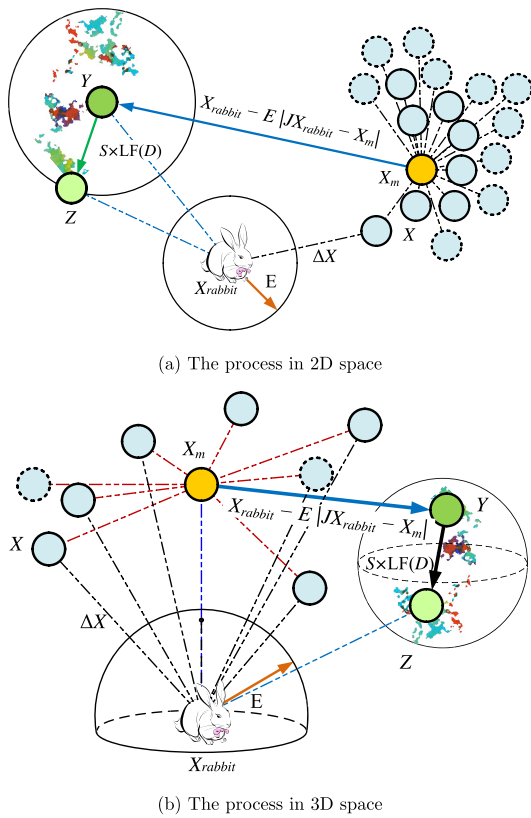 Y
X_rabbit − E |JX_rabbit − X_m|
S×LF(D)
X_m
Z
X
ΔX
X_rabbit
E
(a) The process in 2D space
X_m
X_rabbit − E |JX_rabbit − X_m|
Y
X
S×LF(D)
ΔX
Z
E
X_rabbit
(b) The process in 3D space